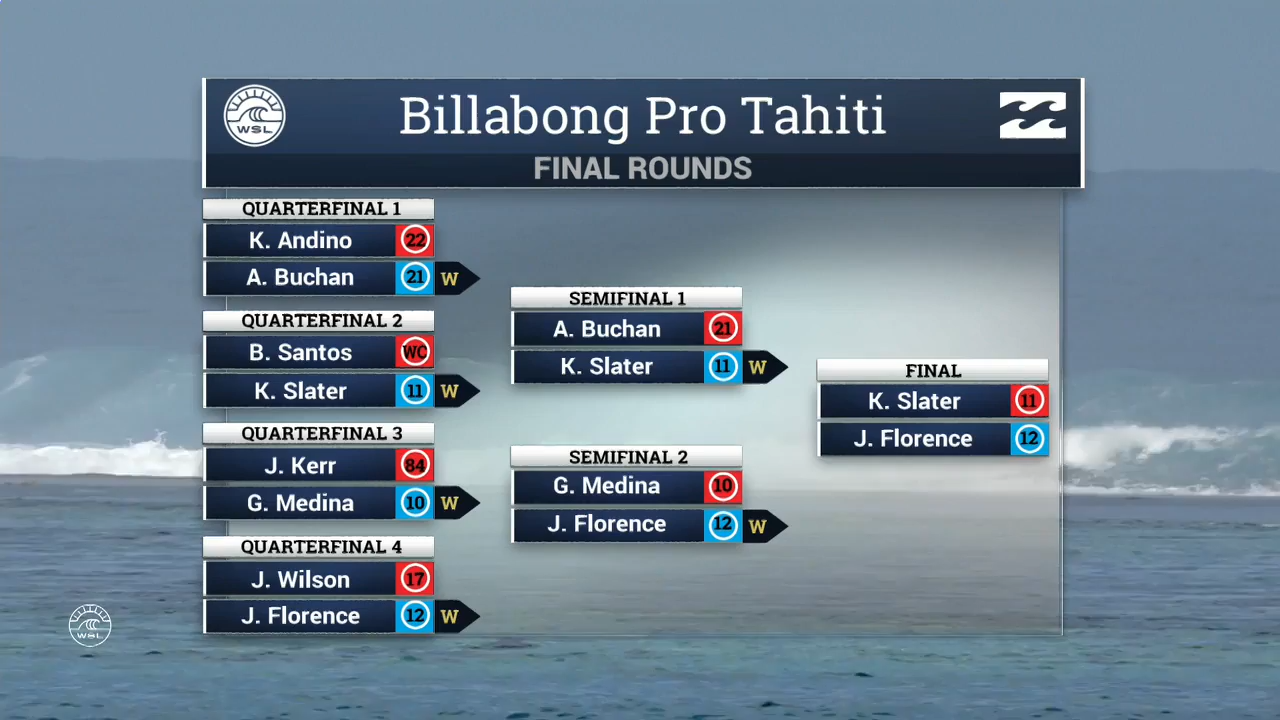 WSL
Billabong Pro Tahiti
FINAL ROUNDS
QUARTERFINAL 1
K. Andino 22
A. Buchan 21 W
QUARTERFINAL 2
B. Santos WC
K. Slater 11 W
QUARTERFINAL 3
J. Kerr 84
G. Medina 10 W
QUARTERFINAL 4
J. Wilson 17
J. Florence 12 W
SEMIFINAL 1
A. Buchan 21
K. Slater 11 W
SEMIFINAL 2
G. Medina 10
J. Florence 12 W
FINAL
K. Slater 11
J. Florence 12
WSL